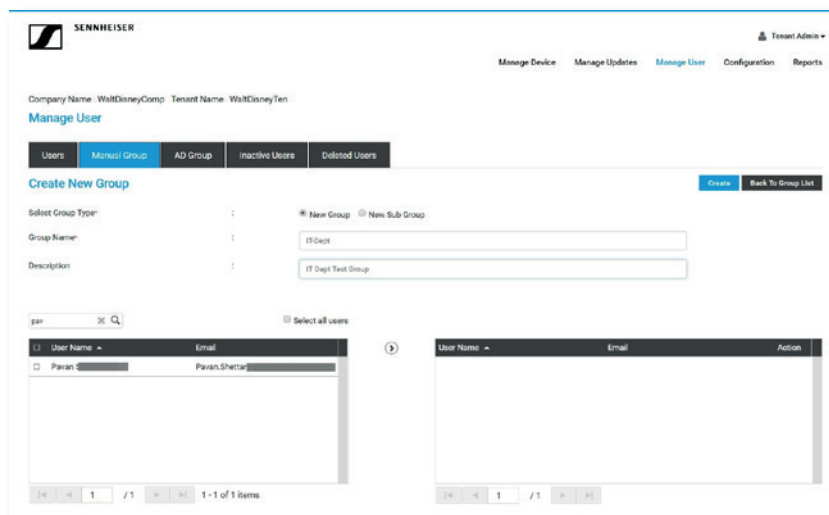 SENNHEISER
Tenant Admin
Manage Device Manage Updates Manage User Configuration Reports
Company Name : WaltDisneyComp Tenant Name : WaltDisneyTen
Manage User
Users Manual Group AD Group Inactive Users Deleted Users
Create New Group
Create Back To Group List
Select Group Type* : New Group New Sub Group
Group Name* : IT-Dept
Description : IT Dept Test Group
pav Select all users
User Name Email
User Name Email Action
Pavan S Pavan.Shettar
1 / 1 1 - 1 of 1 items
1 / 1